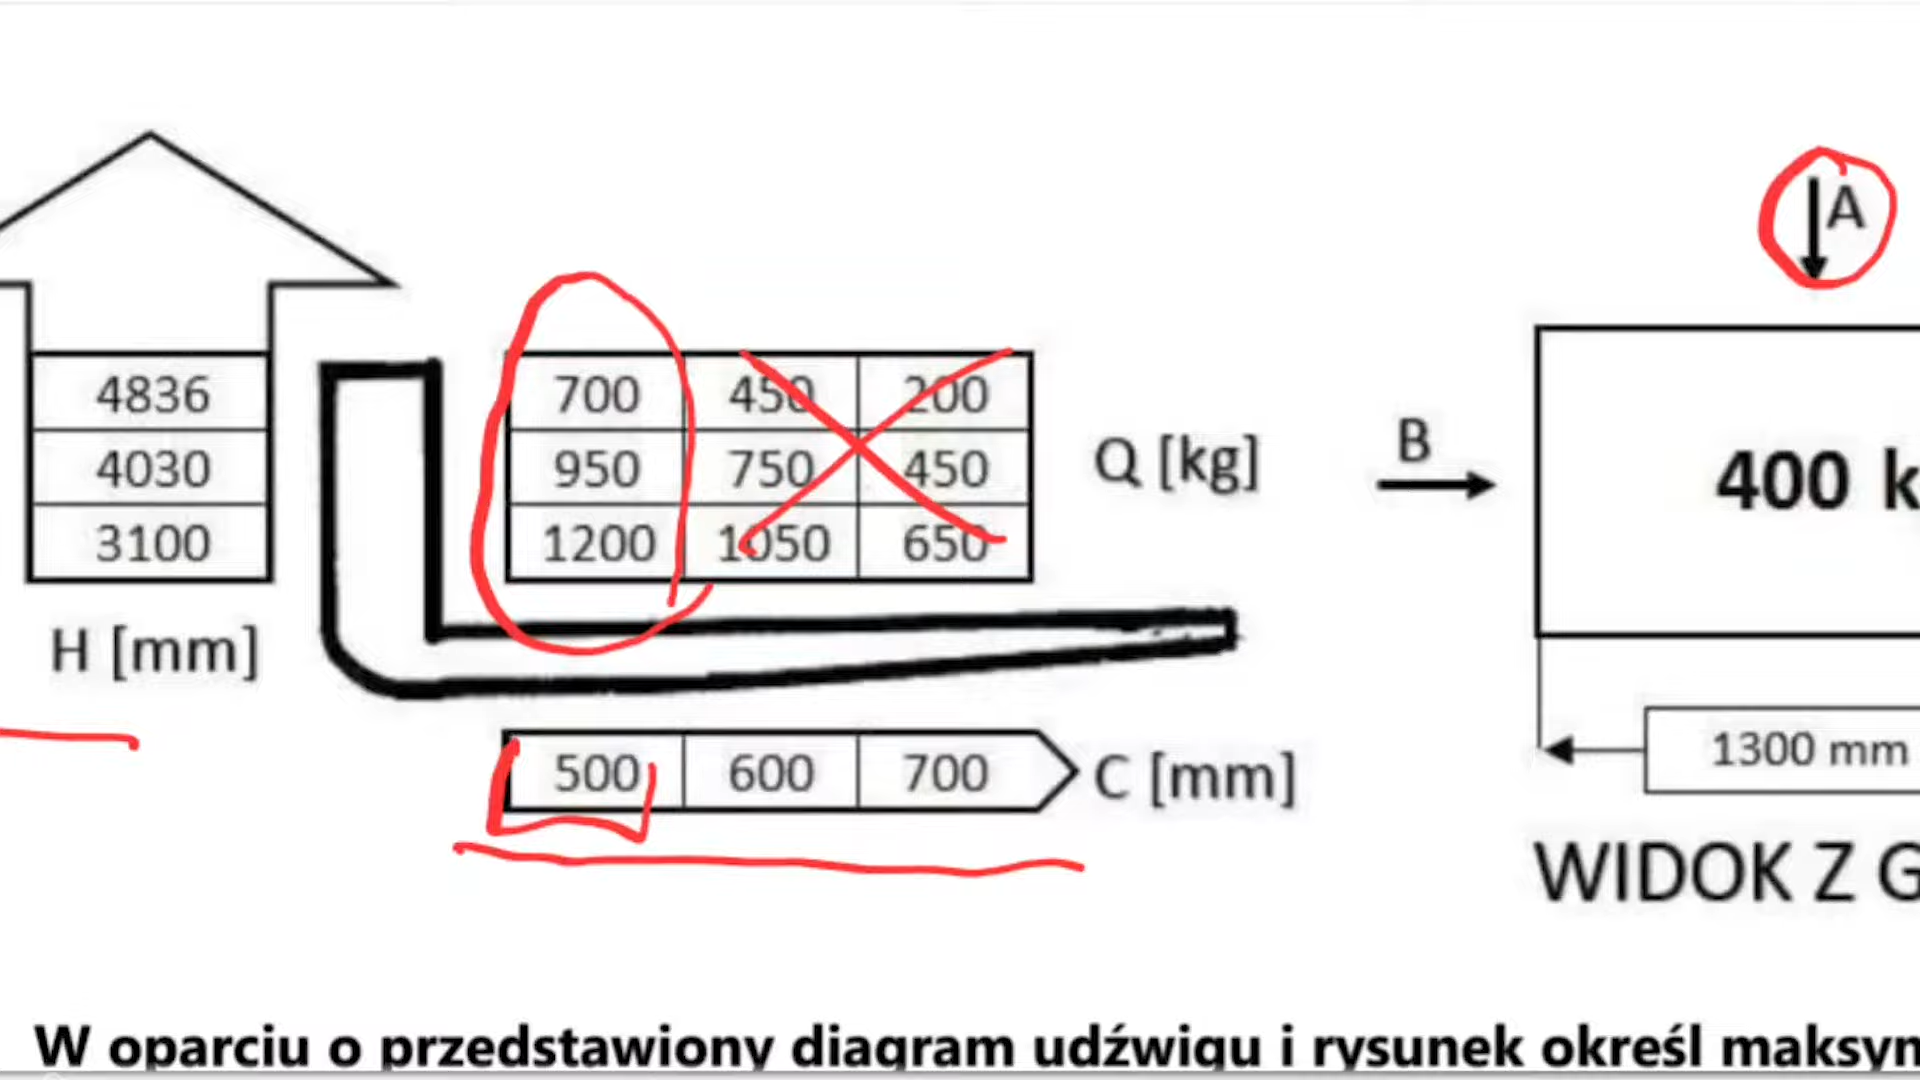 A
4836 700 450 200
4030 950 750 450
3100 1200 1050 650
Q [kg]
B
400 k
H [mm]
500 600 700 C [mm]
1300 mm
WIDOK Z G
W oparciu o przedstawiony diagram udźwigu i rysunek określ maksym